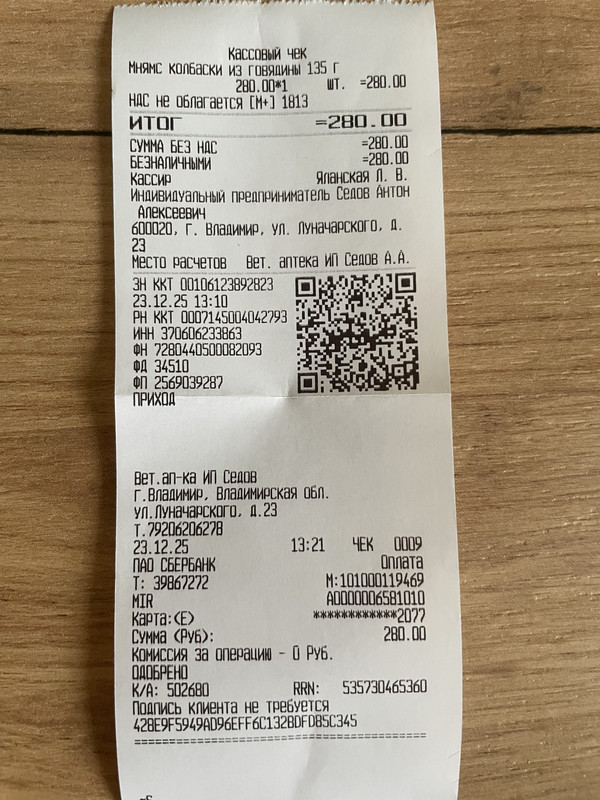 Кассовый чек
Мнямс колбаски из говядины 135 г
280.00*1 шт. =280.00
НДС не облагается [М+] 1813
ИТОГ =280.00
СУММА БЕЗ НДС =280.00
БЕЗНАЛИЧНЫМИ =280.00
Кассир Яланская Л. В.
Индивидуальный предприниматель Седов Антон
Алексеевич
600020, г. Владимир, ул. Луначарского, д.
23
Место расчетов Вет. аптека ИП Седов А.А.
ЗН ККТ 00106123892823
23.12.25 13:10
РН ККТ 0007145004042793
ИНН 370606233863
ФН 7280440500082093
ФД 34510
ФП 2569039287
ПРИХОД
Вет.ап-ка ИП Седов
г.Владимир, Владимирская обл.
ул.Луначарского, д.23
Т.79206206278
23.12.25 13:21 ЧЕК 0009
ПАО СБЕРБАНК Оплата
Т: 39867272 М:101000119469
MIR A0000006581010
Карта:(E) ************2077
Сумма (Руб): 280.00
Комиссия за операцию - 0 Руб.
ОДОБРЕНО
К/А: 502680 RRN: 535730465360
Подпись клиента не требуется
428E9F5949AD96EFF6C132BDFD85C345
================================